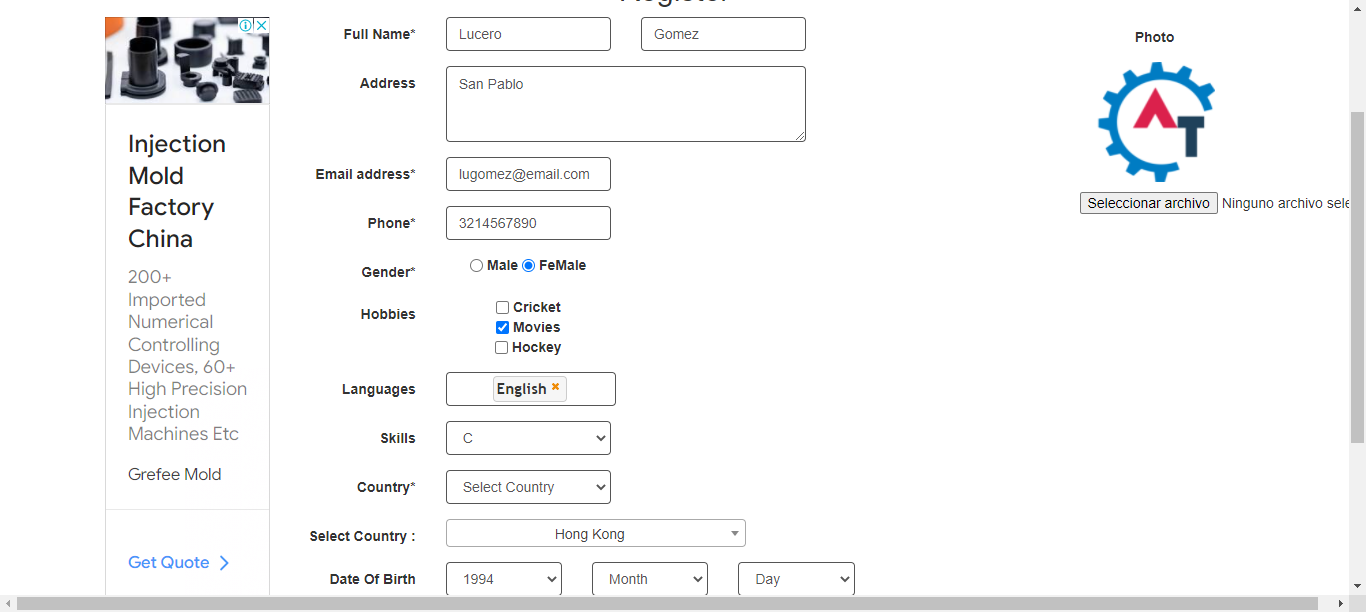 Register
Full Name*
Lucero
Gomez
Photo
Address
San Pablo
AT
Email address*
lugomez@email.com
Seleccionar archivo
Ninguno archivo sele
Phone*
3214567890
Gender*
Male
FeMale
Hobbies
Cricket
Movies
Hockey
Languages
English
Skills
C
Country*
Select Country
Select Country :
Hong Kong
Date Of Birth
1994
Month
Day
Injection
Mold
Factory
China
200+
Imported
Numerical
Controlling
Devices, 60+
High Precision
Injection
Machines Etc
Grefee Mold
Get Quote